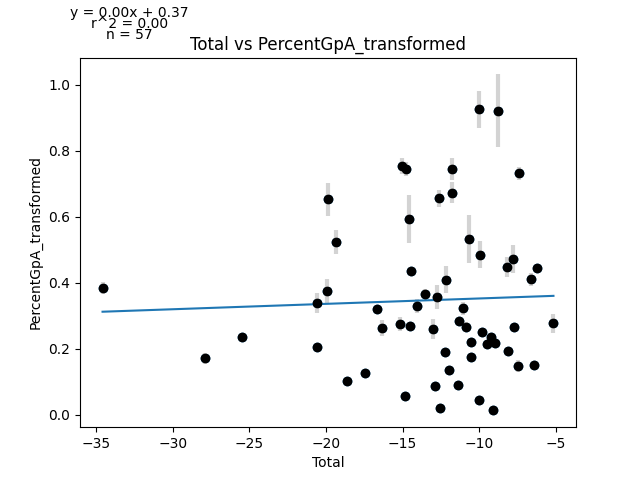 y = 0.00x + 0.37
r^2 = 0.00
n = 57
Total vs PercentGpA_transformed
PercentGpA_transformed
1.0
0.8
0.6
0.4
0.2
0.0
−35
−30
−25
−20
−15
−10
−5
Total